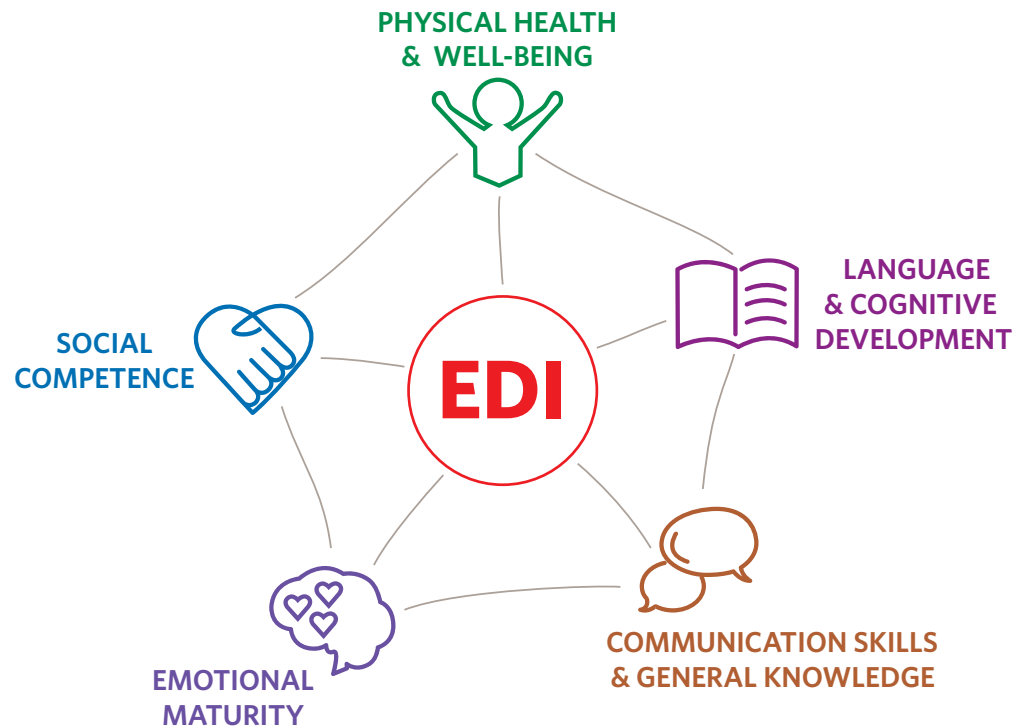 PHYSICAL HEALTH
& WELL-BEING
LANGUAGE
& COGNITIVE
DEVELOPMENT
SOCIAL
COMPETENCE
EDI
COMMUNICATION SKILLS
& GENERAL KNOWLEDGE
EMOTIONAL
MATURITY